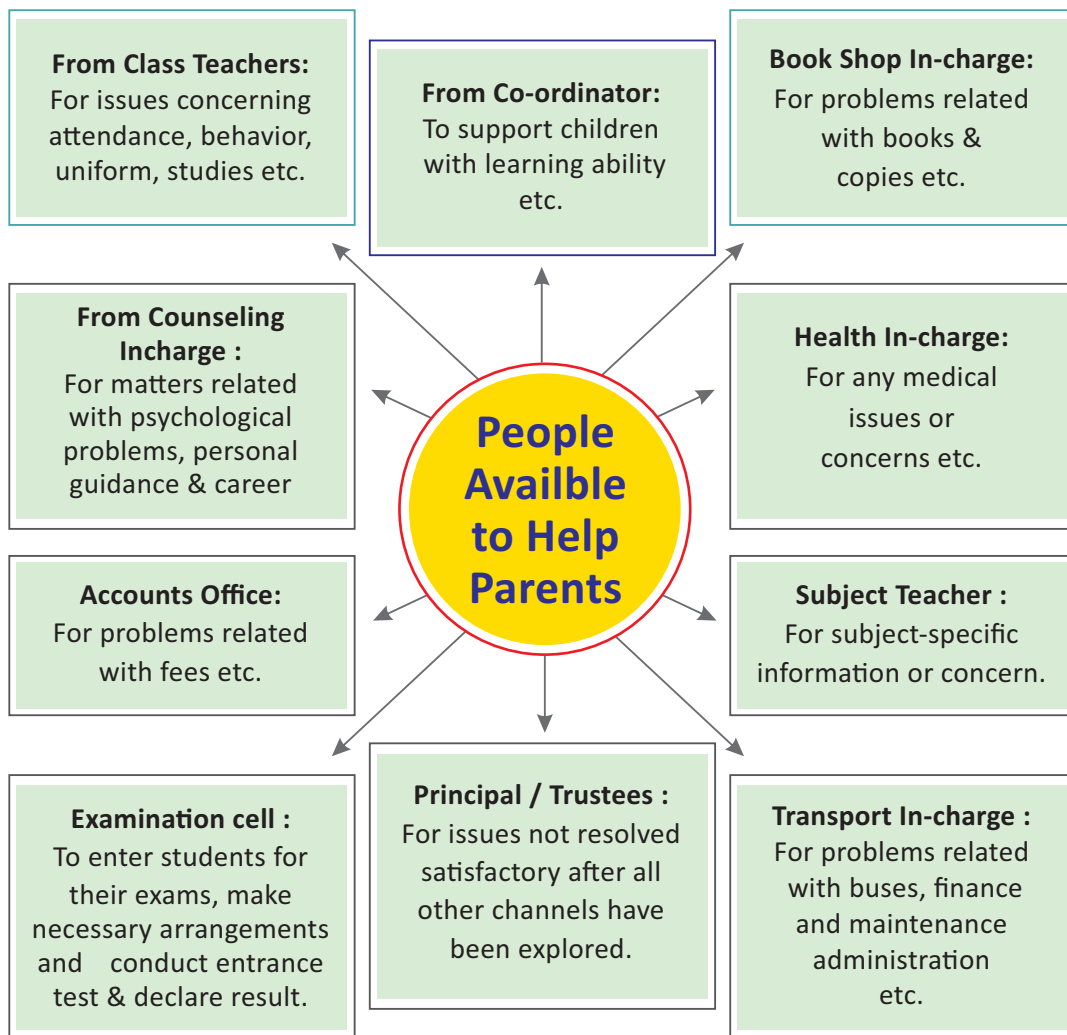 From Class Teachers:
For issues concerning
attendance, behavior,
uniform, studies etc.
From Co-ordinator:
To support children
with learning ability
etc.
Book Shop In-charge:
For problems related
with books &
copies etc.
From Counseling
Incharge :
For matters related
with psychological
problems, personal
guidance & career
People
Availble
to Help
Parents
Health In-charge:
For any medical
issues or
concerns etc.
Accounts Office:
For problems related
with fees etc.
Subject Teacher :
For subject-specific
information or concern.
Examination cell :
To enter students for
their exams, make
necessary arrangements
and conduct entrance
test & declare result.
Principal / Trustees :
For issues not resolved
satisfactory after all
other channels have
been explored.
Transport In-charge :
For problems related
with buses, finance
and maintenance
administration
etc.